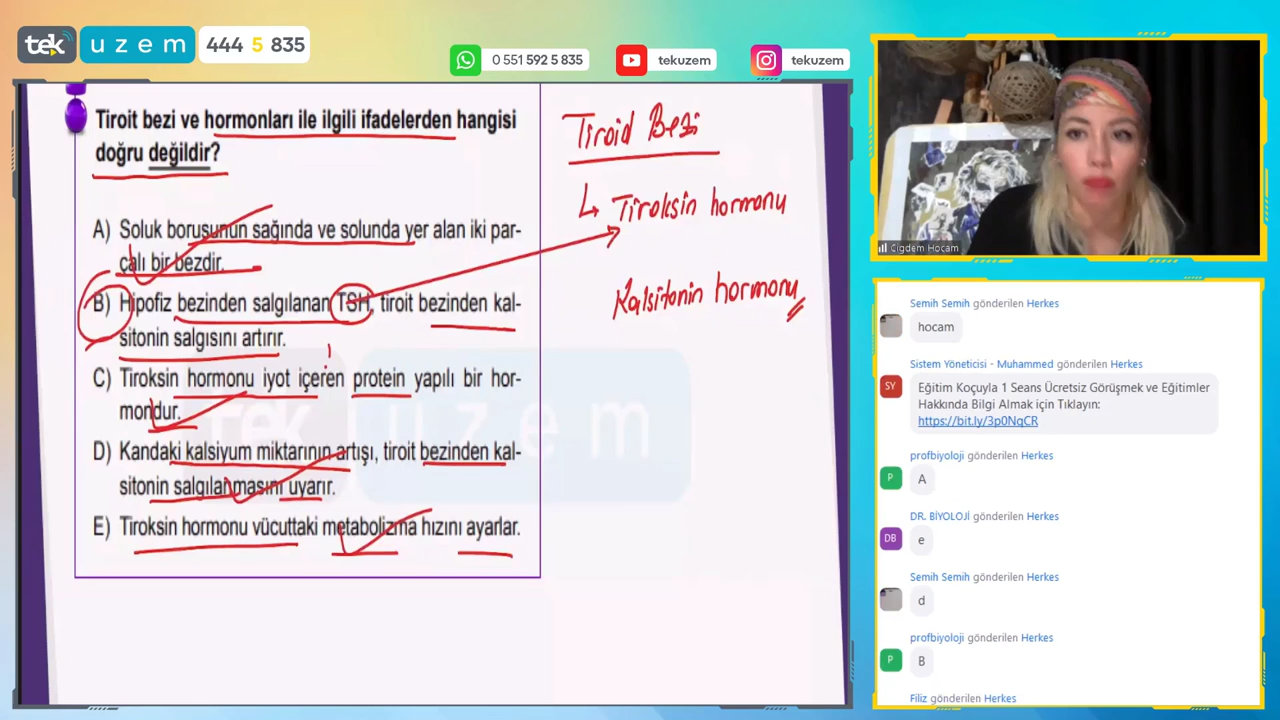 tek
uzem
444 5 835
0 551 592 5 835
tekuzem
tekuzem
Tiroit bezi ve hormonları ile ilgili ifadelerden hangisi
doğru değildir?
A) Soluk borusunun sağında ve solunda yer alan iki par-
çalı bir bezdir.
B) Hipofiz bezinden salgılanan TSH, tiroit bezinden kal-
sitonin salgısını artırır.
C) Tiroksin hormonu iyot içeren protein yapılı bir hor-
mondur.
D) Kandaki kalsiyum miktarının artışı, tiroit bezinden kal-
sitonin salgılanmasını uyarır.
E) Tiroksin hormonu vücuttaki metabolizma hızını ayarlar.
tek uzem
Tiroid Bezi
Tiroksin hormonu
Kalsitonin hormonu
Çigdem Hocam
Semih Semih gönderilen Herkes
hocam
Sistem Yöneticisi - Muhammed gönderilen Herkes
SY
Eğitim Koçuyla 1 Seans Ücretsiz Görüşmek ve Eğitimler
Hakkında Bilgi Almak için Tıklayın:
https://bit.ly/3p0NqCR
profbiyoloji gönderilen Herkes
P
A
DR. BİYOLOJİ gönderilen Herkes
DB
e
Semih Semih gönderilen Herkes
d
profbiyoloji gönderilen Herkes
P
B
Filiz gönderilen Herkes